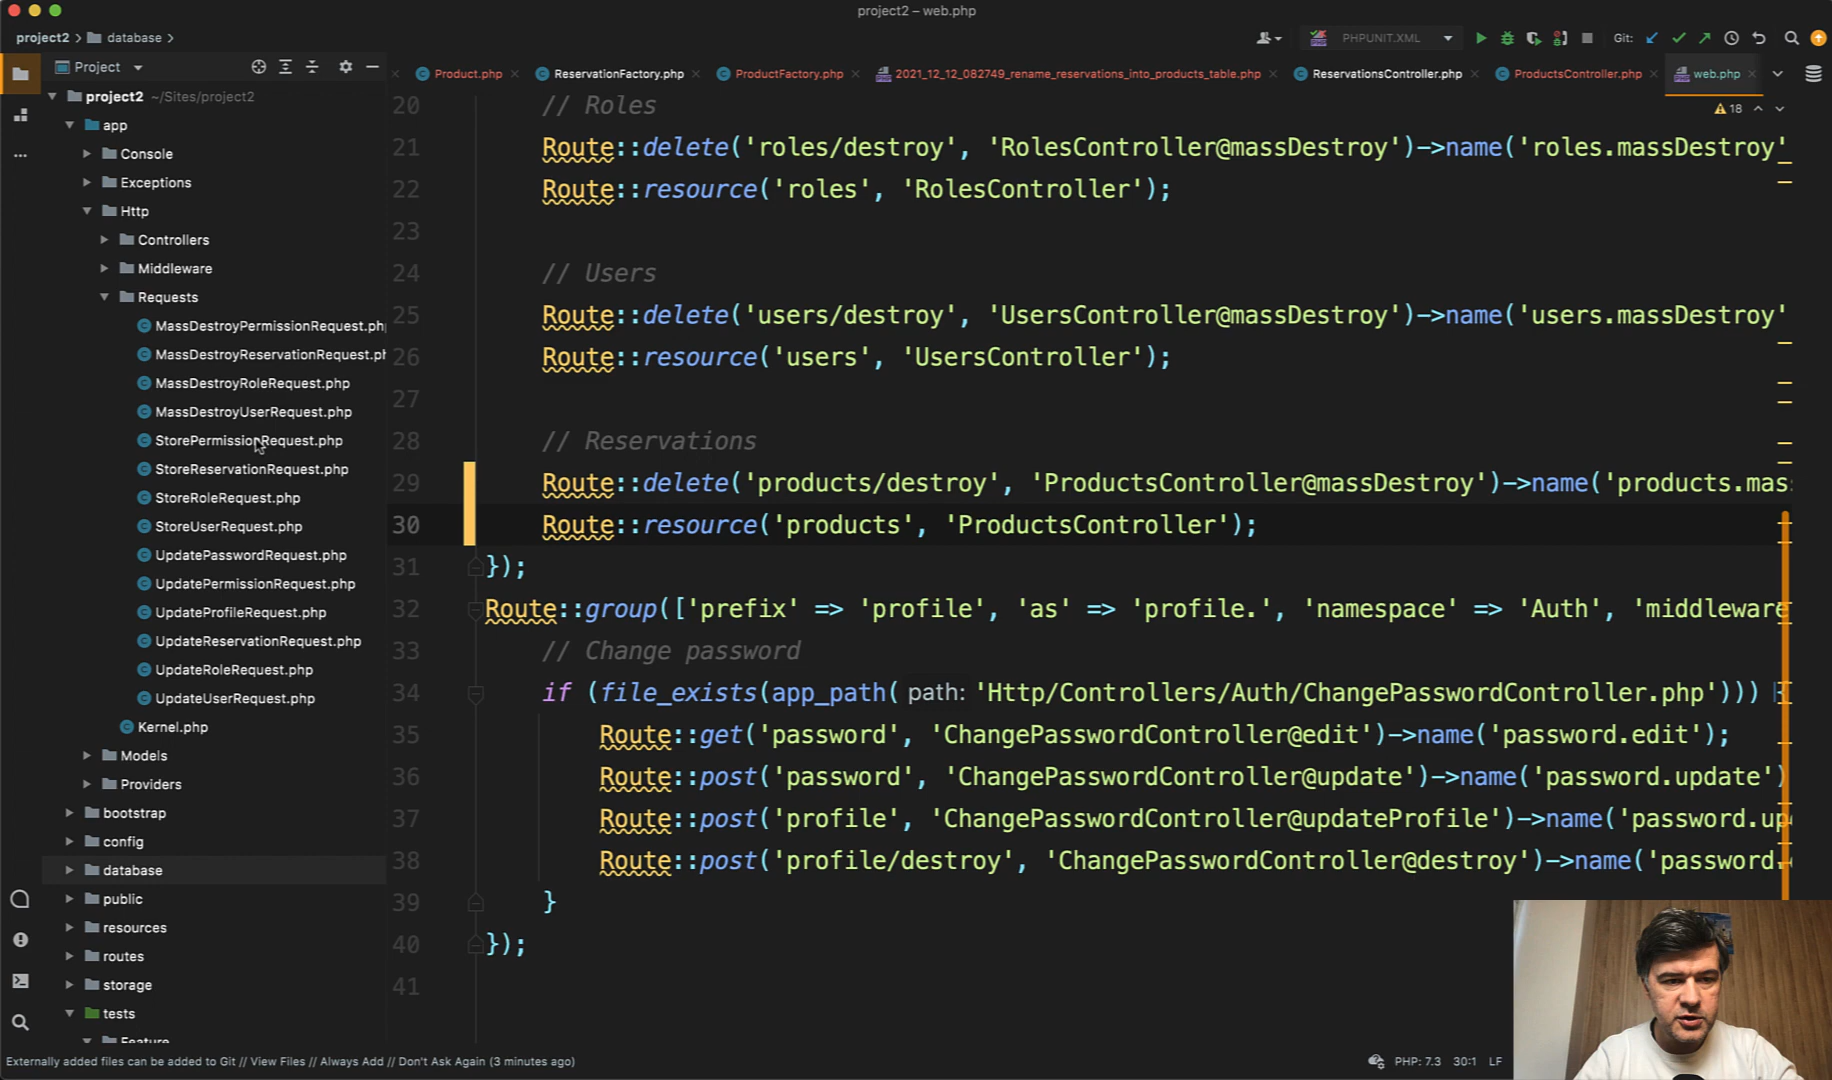 project2 – web.php
project2 database
PHPUNIT.XML
Git:
Project
Product.php ReservationFactory.php ProductFactory.php 2021_12_12_082749_rename_reservations_into_products_table.php ReservationsController.php ProductsController.php web.php
project2 ~/Sites/project2
app
Console
Exceptions
Http
Controllers
Middleware
Requests
MassDestroyPermissionRequest.php
MassDestroyReservationRequest.ph
MassDestroyRoleRequest.php
MassDestroyUserRequest.php
StorePermissionRequest.php
StoreReservationRequest.php
StoreRoleRequest.php
StoreUserRequest.php
UpdatePasswordRequest.php
UpdatePermissionRequest.php
UpdateProfileRequest.php
UpdateReservationRequest.php
UpdateRoleRequest.php
UpdateUserRequest.php
Kernel.php
Models
Providers
bootstrap
config
database
public
resources
routes
storage
tests
Feature
18
20 // Roles
21 Route::delete('roles/destroy', 'RolesController@massDestroy')->name('roles.massDestroy'
22 Route::resource('roles', 'RolesController');
23
24 // Users
25 Route::delete('users/destroy', 'UsersController@massDestroy')->name('users.massDestroy'
26 Route::resource('users', 'UsersController');
27
28 // Reservations
29 Route::delete('products/destroy', 'ProductsController@massDestroy')->name('products.mas
30 Route::resource('products', 'ProductsController');
31 });
32 Route::group(['prefix' => 'profile', 'as' => 'profile.', 'namespace' => 'Auth', 'middleware
33 // Change password
34 if (file_exists(app_path( path: 'Http/Controllers/Auth/ChangePasswordController.php'))) {
35 Route::get('password', 'ChangePasswordController@edit')->name('password.edit');
36 Route::post('password', 'ChangePasswordController@update')->name('password.update')
37 Route::post('profile', 'ChangePasswordController@updateProfile')->name('password.up
38 Route::post('profile/destroy', 'ChangePasswordController@destroy')->name('password.
39 }
40 });
41
Externally added files can be added to Git // View Files // Always Add // Don't Ask Again (3 minutes ago)
PHP: 7.3 30:1 LF